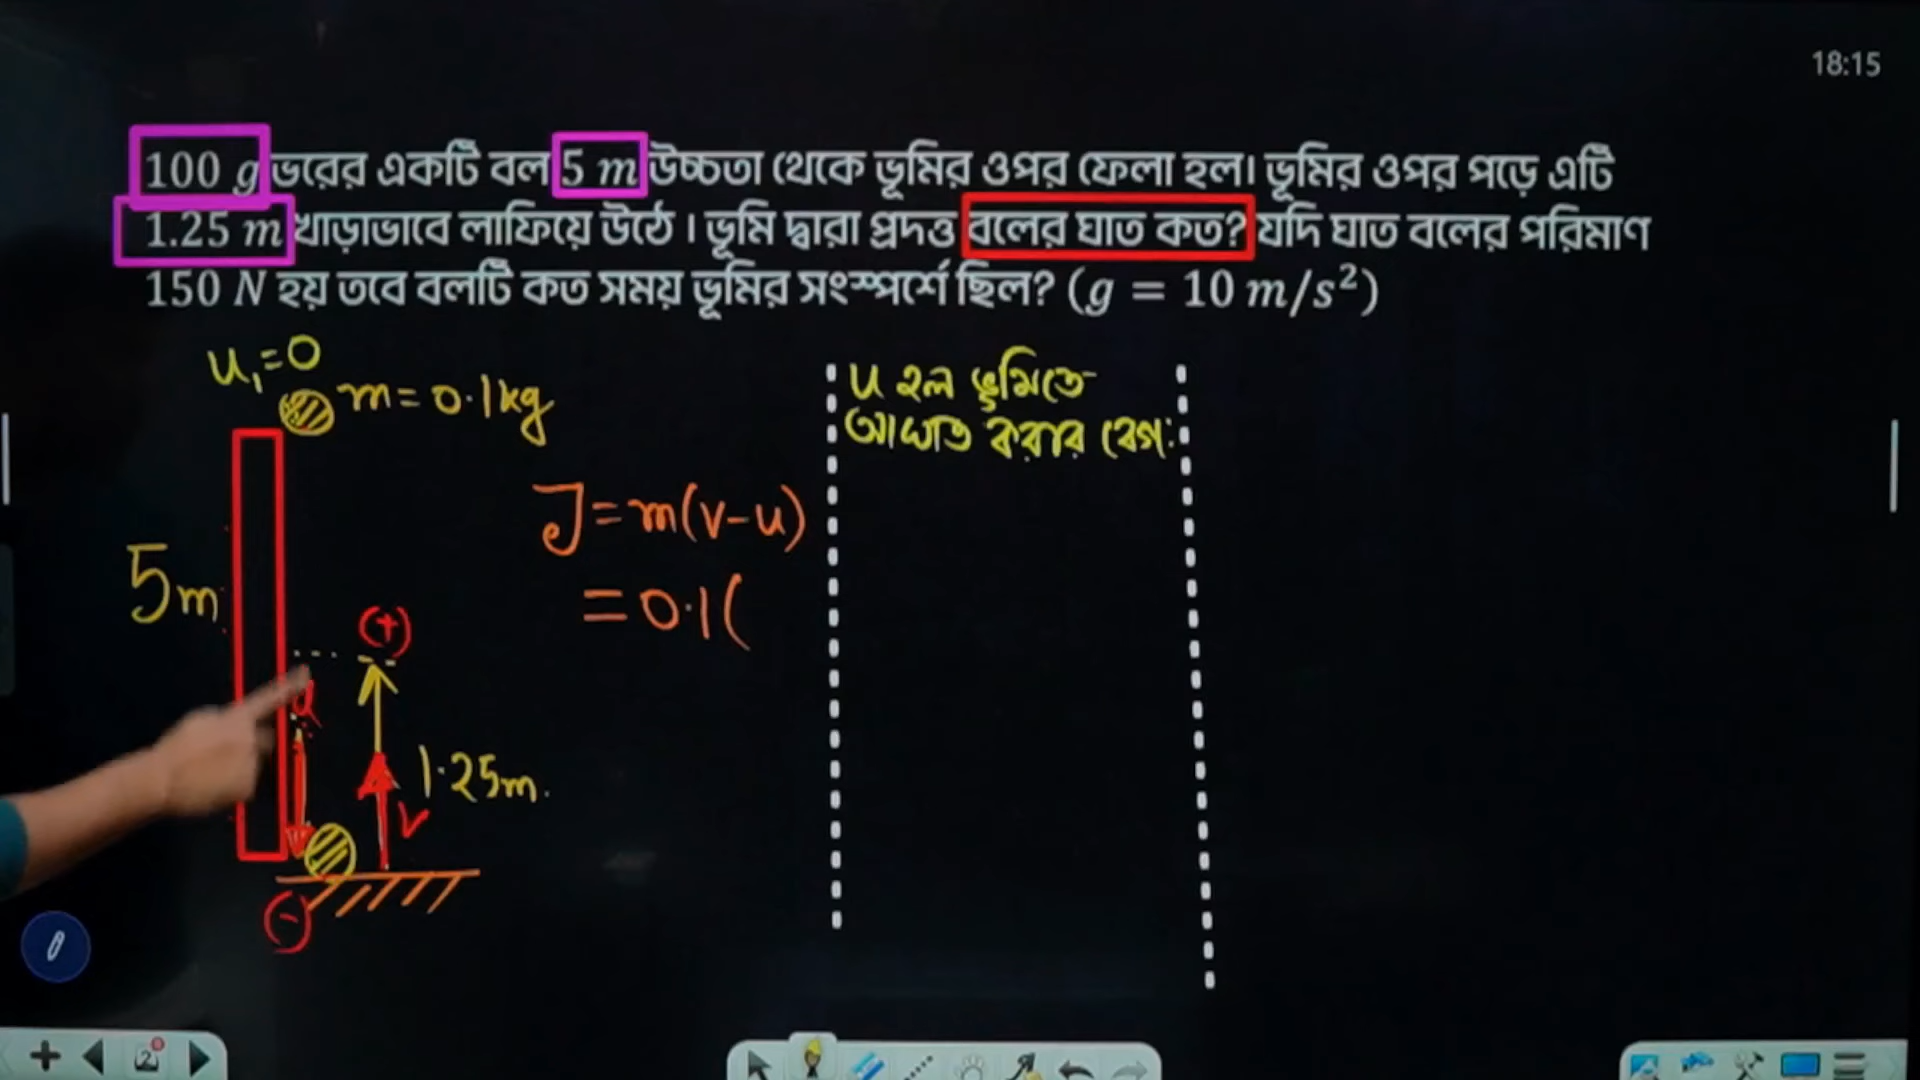 18:15
100 g ভরের একটি বল 5 m উচ্চতা থেকে ভূমির ওপর ফেলা হল। ভূমির ওপর পড়ে এটি
1.25 m খাড়াভাবে লাফিয়ে উঠে । ভূমি দ্বারা প্রদত্ত বলের ঘাত কত? যদি ঘাত বলের পরিমাণ
150 N হয় তবে বলটি কত সময় ভূমির সংস্পর্শে ছিল? (g = 10 m/s²)
u₁=0
m = 0.1kg
u হল ভূমিতে
আঘাত করার বেগ:
J = m(v-u)
= 0.1(
5m
(+)
u
1.25m.
v
(-)
2